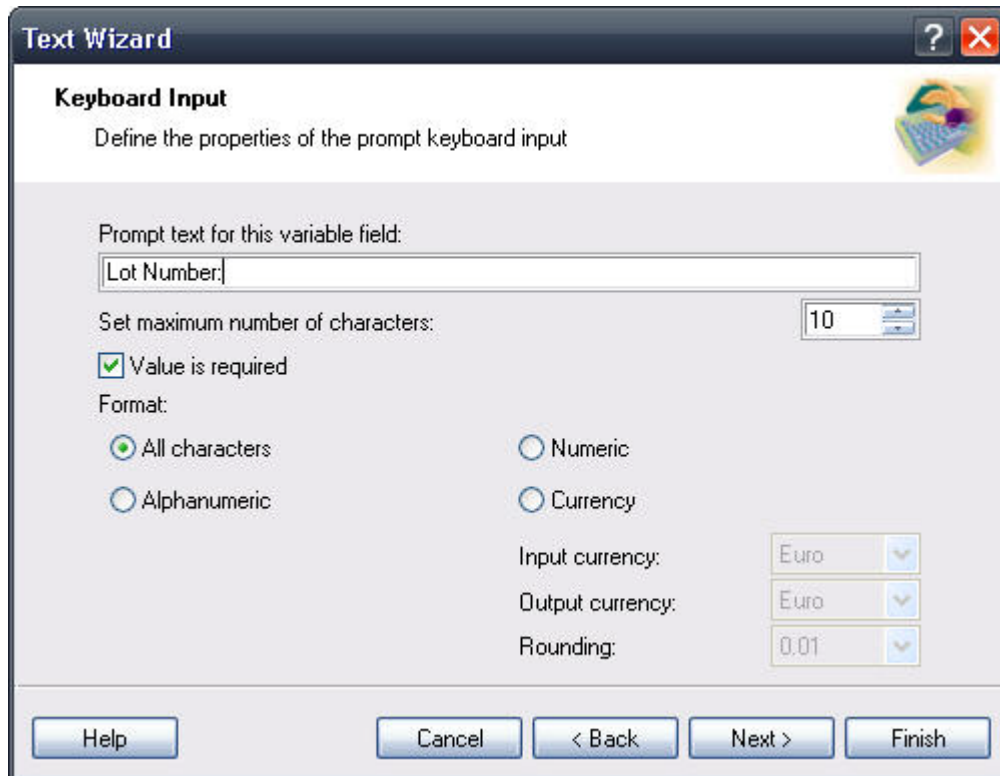 Text Wizard
?
Keyboard Input
Define the properties of the prompt keyboard input
Prompt text for this variable field:
Lot Number:
Set maximum number of characters: 10
Value is required
Format:
All characters Numeric
Alphanumeric Currency
Input currency: Euro
Output currency: Euro
Rounding: 0.01
Help Cancel < Back Next > Finish